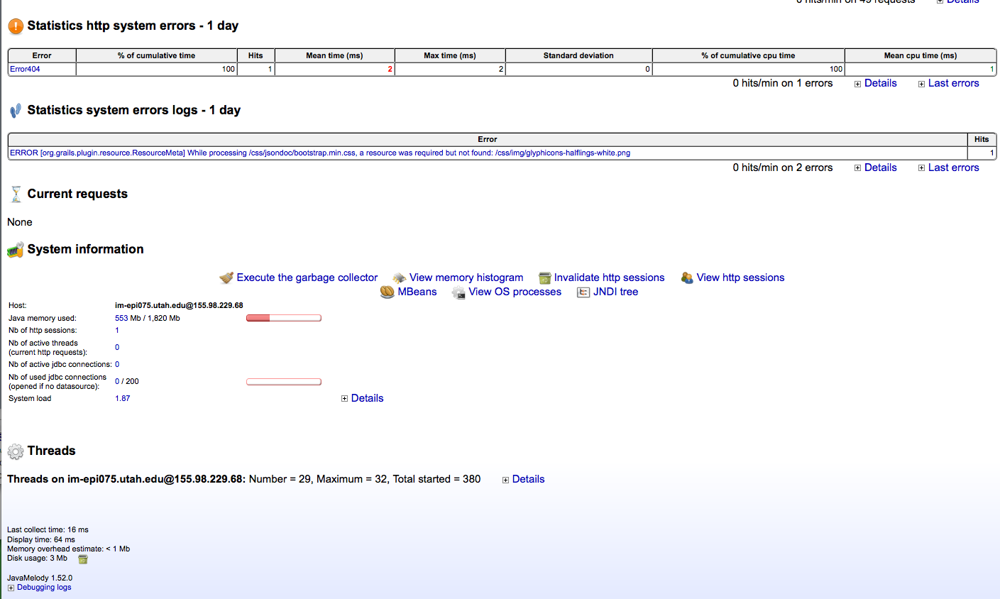 0 hits/min on 49 requests Details
Statistics http system errors - 1 day
Error % of cumulative time Hits Mean time (ms) Max time (ms) Standard deviation % of cumulative cpu time Mean cpu time (ms)
Error404 100 1 2 2 0 100 1
0 hits/min on 1 errors Details Last errors
Statistics system errors logs - 1 day
Error Hits
ERROR [org.grails.plugin.resource.ResourceMeta] While processing /css/jsondoc/bootstrap.min.css, a resource was required but not found: /css/img/glyphicons-halflings-white.png 1
0 hits/min on 2 errors Details Last errors
Current requests
None
System information
Execute the garbage collector View memory histogram Invalidate http sessions View http sessions
MBeans View OS processes JNDI tree
Host: im-epi075.utah.edu@155.98.229.68
Java memory used: 553 Mb / 1,820 Mb
Nb of http sessions: 1
Nb of active threads
(current http requests): 0
Nb of active jdbc connections: 0
Nb of used jdbc connections
(opened if no datasource): 0 / 200
System load 1.87 Details
Threads
Threads on im-epi075.utah.edu@155.98.229.68: Number = 29, Maximum = 32, Total started = 380 Details
Last collect time: 16 ms
Display time: 64 ms
Memory overhead estimate: < 1 Mb
Disk usage: 3 Mb
JavaMelody 1.52.0
Debugging logs